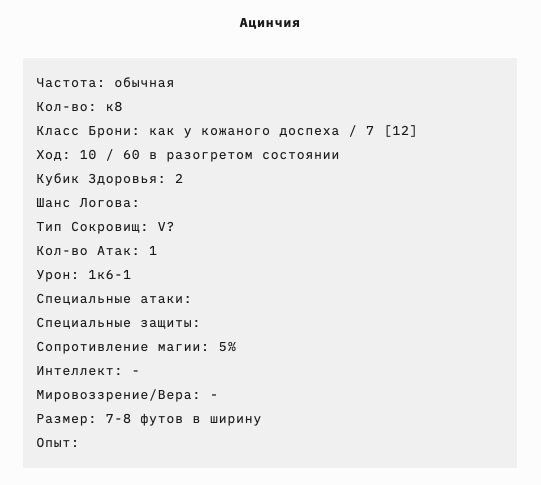 Ацинчия
Частота: обычная
Кол-во: к8
Класс Брони: как у кожаного доспеха / 7 [12]
Ход: 10 / 60 в разогретом состоянии
Кубик Здоровья: 2
Шанс Логова:
Тип Сокровищ: V?
Кол-во Атак: 1
Урон: 1к6-1
Специальные атаки:
Специальные защиты:
Сопротивление магии: 5%
Интеллект: -
Мировоззрение/Вера: -
Размер: 7-8 футов в ширину
Опыт: